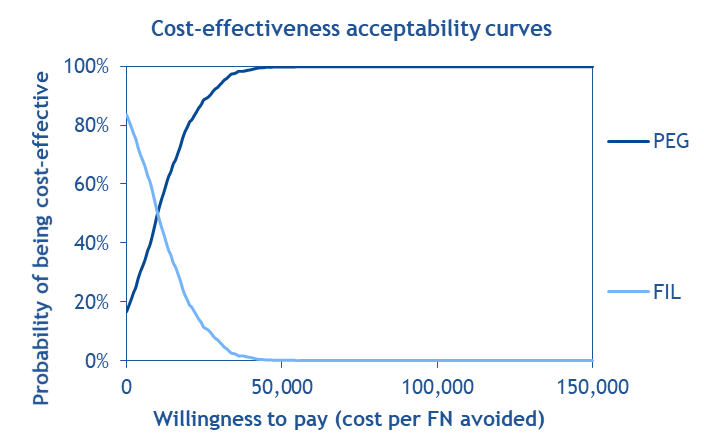 Cost-effectiveness acceptability curves
Probability of being cost-effective
100%
80%
60%
40%
20%
0%
0
50,000
100,000
150,000
Willingness to pay (cost per FN avoided)
PEG
FIL